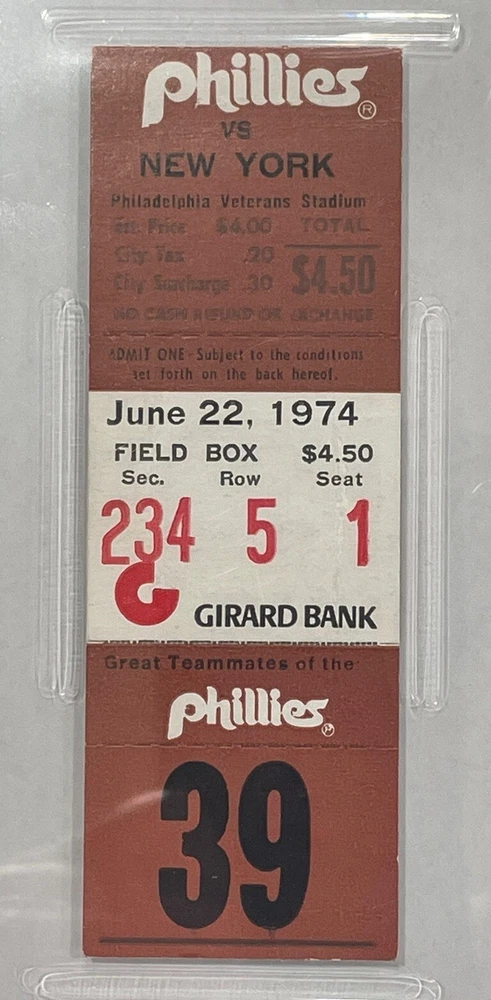 Phillies ®
VS
NEW YORK
Philadelphia Veterans Stadium
Est. Price $4.00 TOTAL
City Tax .20
City Surcharge .30 $4.50
NO CASH REFUND OR EXCHANGE
ADMIT ONE - Subject to the conditions
set forth on the back hereof.
June 22, 1974
FIELD BOX $4.50
Sec. Row Seat
234 5 1
G GIRARD BANK
Great Teammates of the
Phillies ®
39